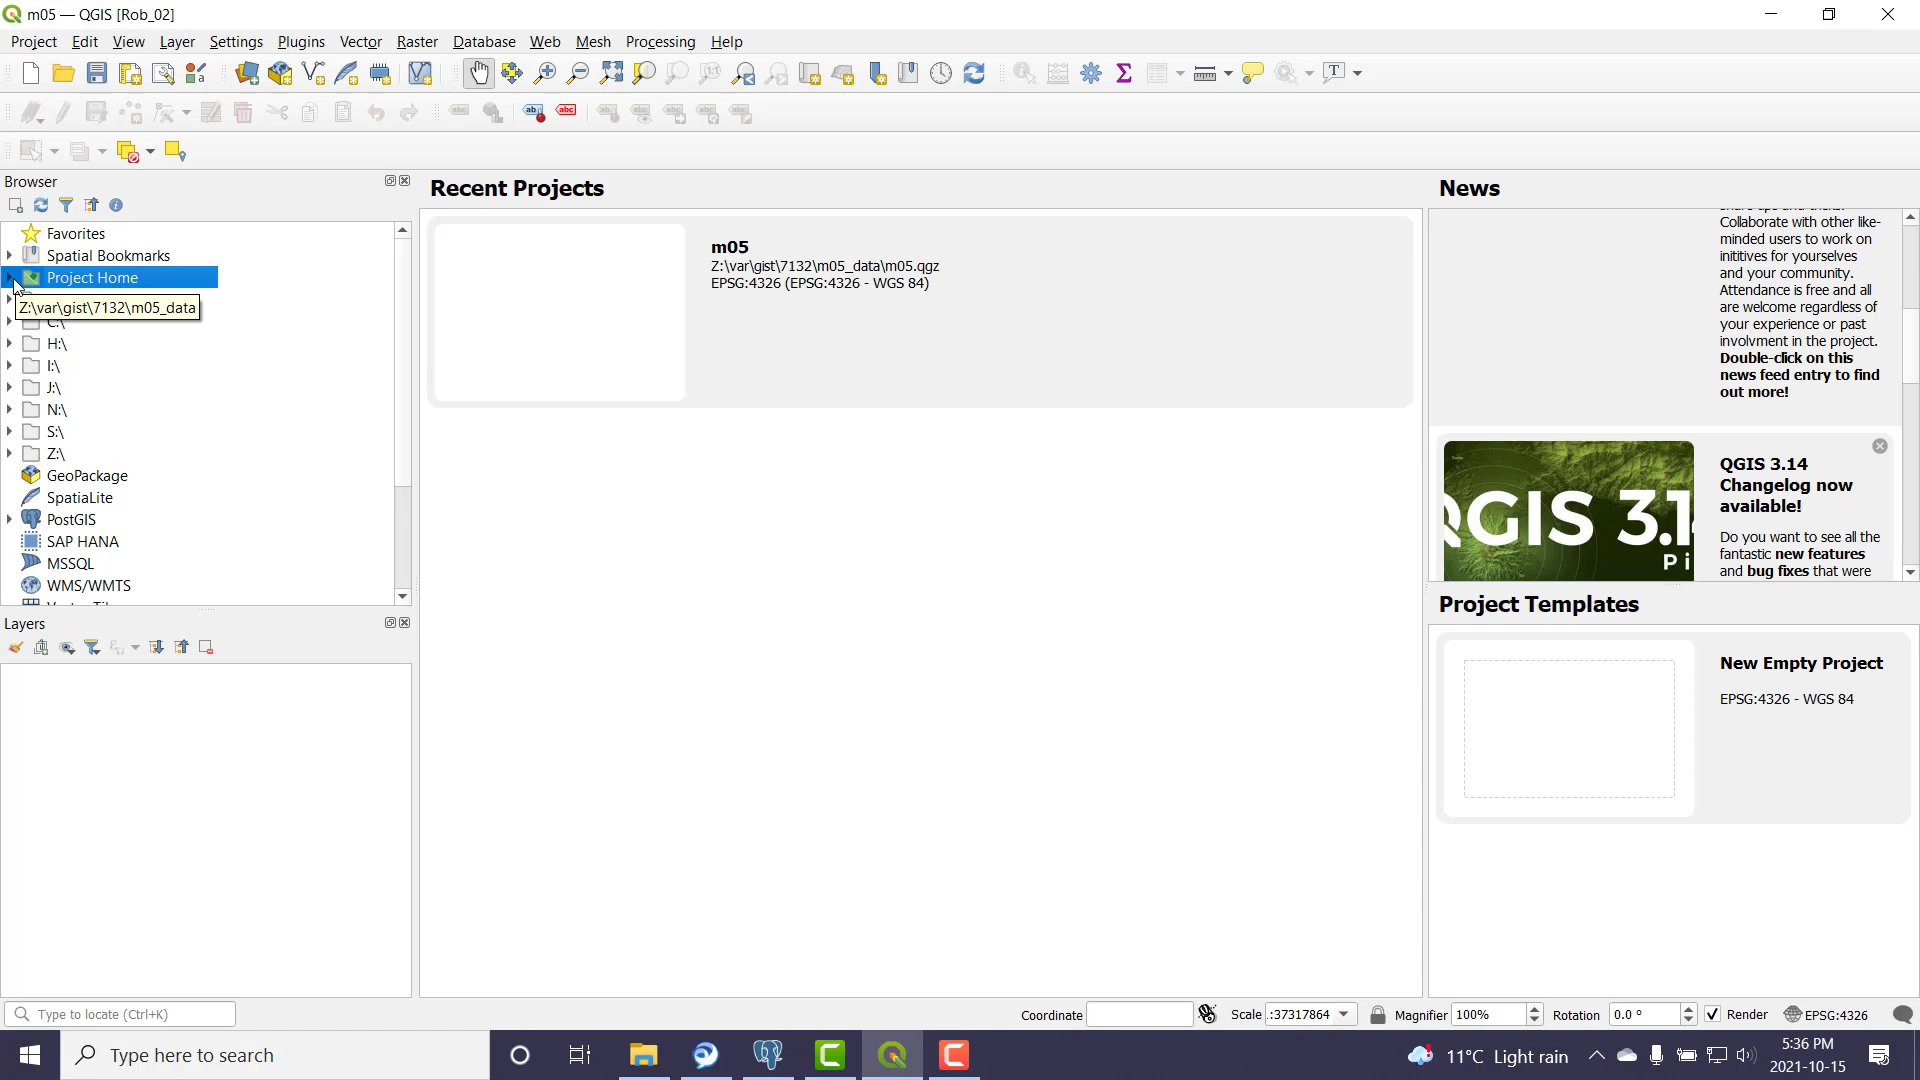 m05 — QGIS [Rob_02]
Project Edit View Layer Settings Plugins Vector Raster Database Web Mesh Processing Help
Browser
Favorites
Spatial Bookmarks
Project Home
Z:\var\gist\7132\m05_data
C:\
H:\
I:\
J:\
N:\
S:\
Z:\
GeoPackage
SpatiaLite
PostGIS
SAP HANA
MSSQL
WMS/WMTS
Layers
Recent Projects
m05
Z:\var\gist\7132\m05_data\m05.qgz
EPSG:4326 (EPSG:4326 - WGS 84)
News
Collaborate with other like-
minded users to work on
inititives for yourselves
and your community.
Attendance is free and all
are welcome regardless of
your experience or past
involvment in the project.
Double-click on this
news feed entry to find
out more!
QGIS 3.14
Changelog now
available!
Do you want to see all the
fantastic new features
and bug fixes that were
QGIS 3.1
Pi
Project Templates
New Empty Project
EPSG:4326 - WGS 84
Type to locate (Ctrl+K)
Coordinate
Scale :37317864
Magnifier 100%
Rotation 0.0 °
Render
EPSG:4326
Type here to search
11°C Light rain
5:36 PM
2021-10-15